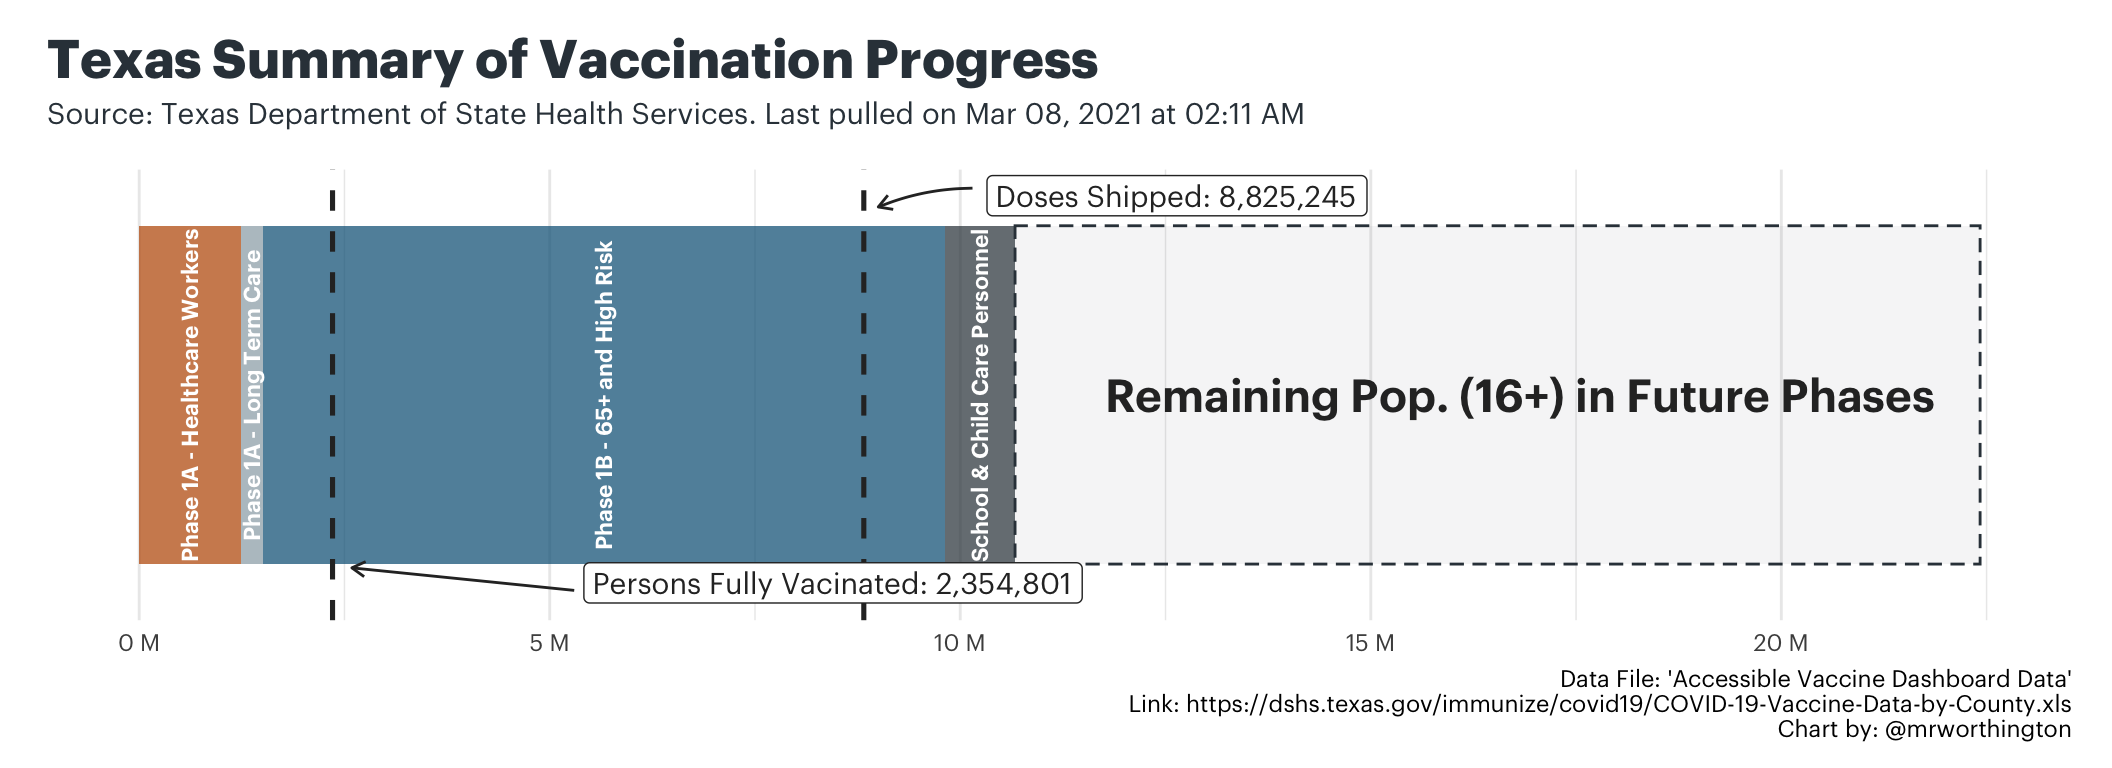 Texas Summary of Vaccination Progress
Source: Texas Department of State Health Services. Last pulled on Mar 08, 2021 at 02:11 AM
Doses Shipped: 8,825,245
Phase 1A - Healthcare Workers
Phase 1A - Long Term Care
Phase 1B - 65+ and High Risk
School & Child Care Personnel
Remaining Pop. (16+) in Future Phases
Persons Fully Vacinated: 2,354,801
0 M
5 M
10 M
15 M
20 M
Data File: 'Accessible Vaccine Dashboard Data'
Link: https://dshs.texas.gov/immunize/covid19/COVID-19-Vaccine-Data-by-County.xls
Chart by: @mrworthington